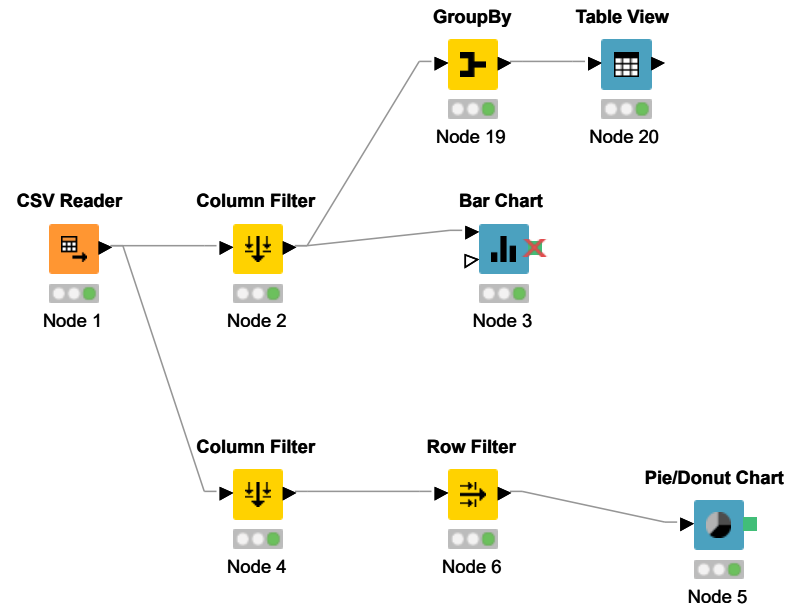 GroupBy
Table View
Node 19
Node 20
CSV Reader
Column Filter
Bar Chart
Node 1
Node 2
Node 3
Column Filter
Row Filter
Pie/Donut Chart
Node 4
Node 6
Node 5